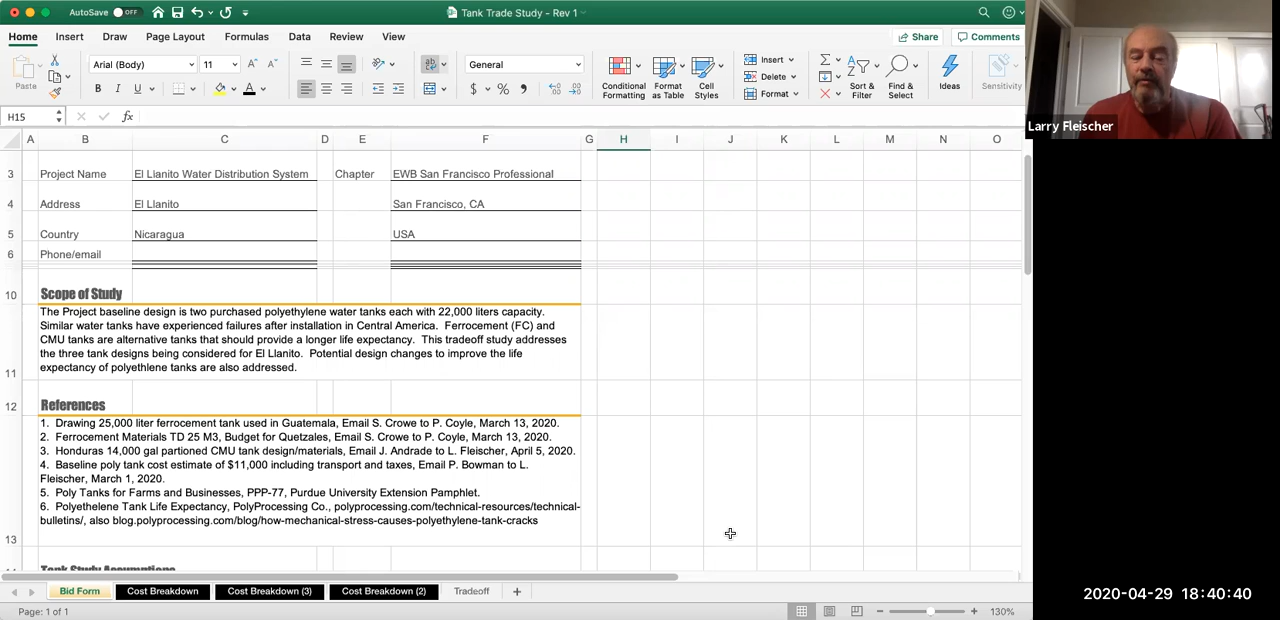 AutoSave OFF
Tank Trade Study - Rev 1
Home Insert Draw Page Layout Formulas Data Review View
Share Comments
Paste
Arial (Body) 11
B I U A
General
$ % 
Conditional Formatting
Format as Table
Cell Styles
Insert
Delete
Format
Sort & Filter
Find & Select
Ideas
Sensitivity
Larry Fleischer
H15 fx
A B C D E F G H I J K L M N O
3 Project Name El Llanito Water Distribution System Chapter EWB San Francisco Professional
4 Address El Llanito San Francisco, CA
5 Country Nicaragua USA
6 Phone/email
10 Scope of Study
The Project baseline design is two purchased polyethylene water tanks each with 22,000 liters capacity.
Similar water tanks have experienced failures after installation in Central America. Ferrocement (FC) and
CMU tanks are alternative tanks that should provide a longer life expectancy. This tradeoff study addresses
the three tank designs being considered for El Llanito. Potential design changes to improve the life
11 expectancy of polyethlene tanks are also addressed.
12 References
1. Drawing 25,000 liter ferrocement tank used in Guatemala, Email S. Crowe to P. Coyle, March 13, 2020.
2. Ferrocement Materials TD 25 M3, Budget for Quetzales, Email S. Crowe to P. Coyle, March 13, 2020.
3. Honduras 14,000 gal partioned CMU tank design/materials, Email J. Andrade to L. Fleischer, April 5, 2020.
4. Baseline poly tank cost estimate of $11,000 including transport and taxes, Email P. Bowman to L.
Fleischer, March 1, 2020.
5. Poly Tanks for Farms and Businesses, PPP-77, Purdue University Extension Pamphlet.
6. Polyethelene Tank Life Expectancy, PolyProcessing Co., polyprocessing.com/technical-resources/technical-
bulletins/, also blog.polyprocessing.com/blog/how-mechanical-stress-causes-polyethylene-tank-cracks
13
Tank Study Assumptions
Bid Form Cost Breakdown Cost Breakdown (3) Cost Breakdown (2) Tradeoff +
Page: 1 of 1
130%
2020-04-29 18:40:40